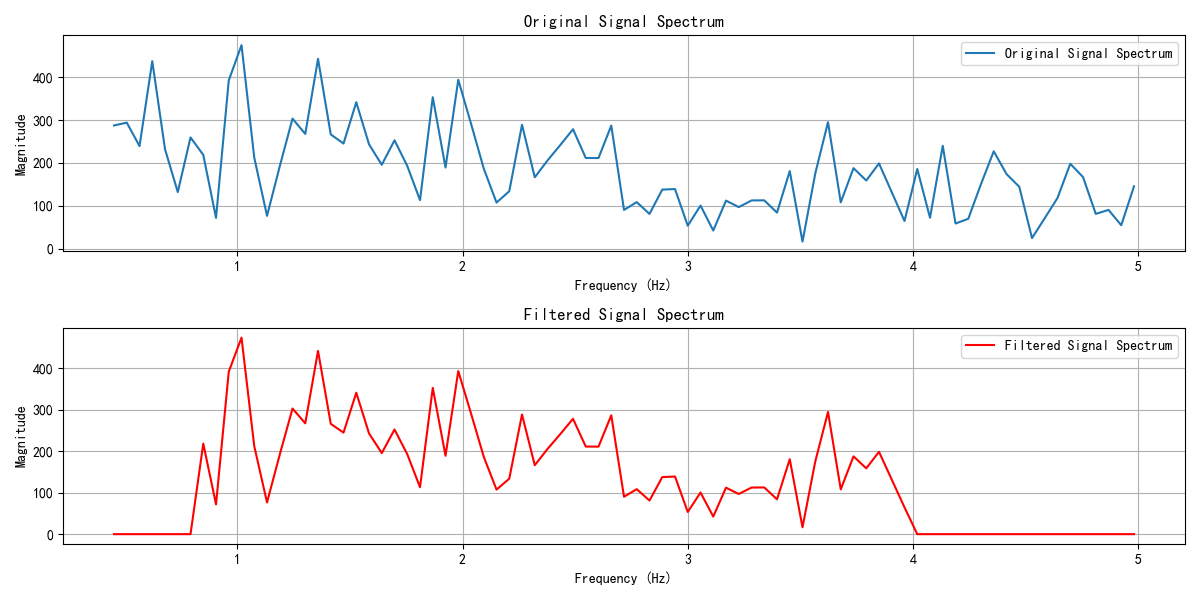 Original Signal Spectrum
Original Signal Spectrum
Magnitude
400
300
200
100
0
1 2 3 4 5
Frequency (Hz)
Filtered Signal Spectrum
Filtered Signal Spectrum
Magnitude
400
300
200
100
0
1 2 3 4 5
Frequency (Hz)